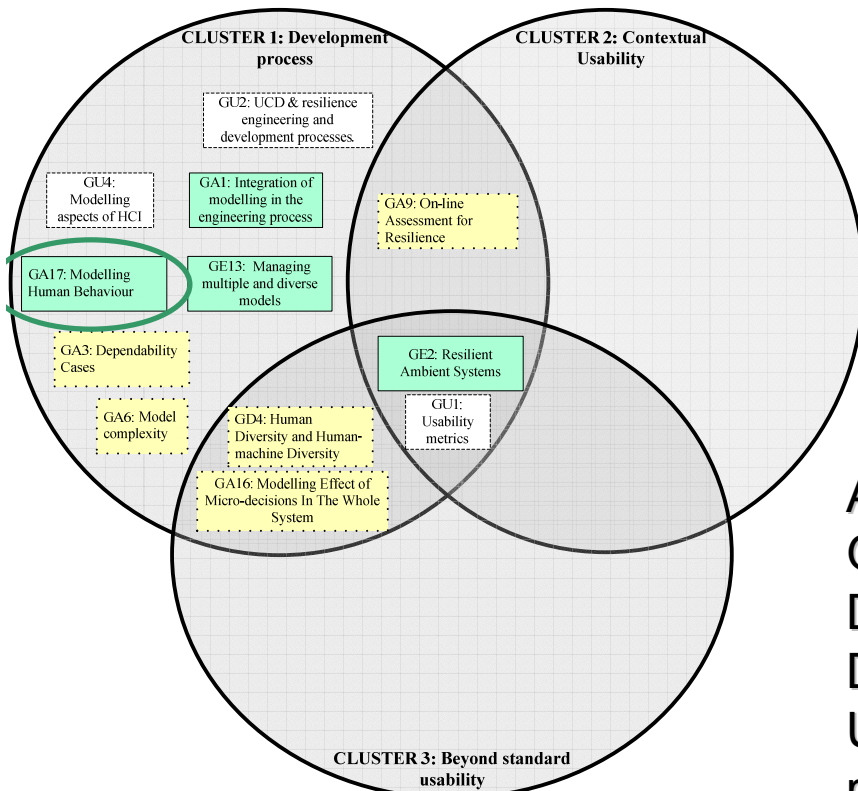 CLUSTER 1: Development
process
CLUSTER 2: Contextual
Usability
GU2: UCD & resilience
engineering and
development processes.
GU4:
Modelling
aspects of HCI
GA1: Integration of
modelling in the
engineering process
GA9: On-line
Assessment for
Resilience
GA17: Modelling
Human Behaviour
GE13: Managing
multiple and diverse
models
GA3: Dependability
Cases
GE2: Resilient
Ambient Systems
GA6: Model
complexity
GD4: Human
Diversity and Human-
machine Diversity
GU1:
Usability
metrics
GA16: Modelling Effect of
Micro-decisions In The Whole
System
CLUSTER 3: Beyond standard
usability